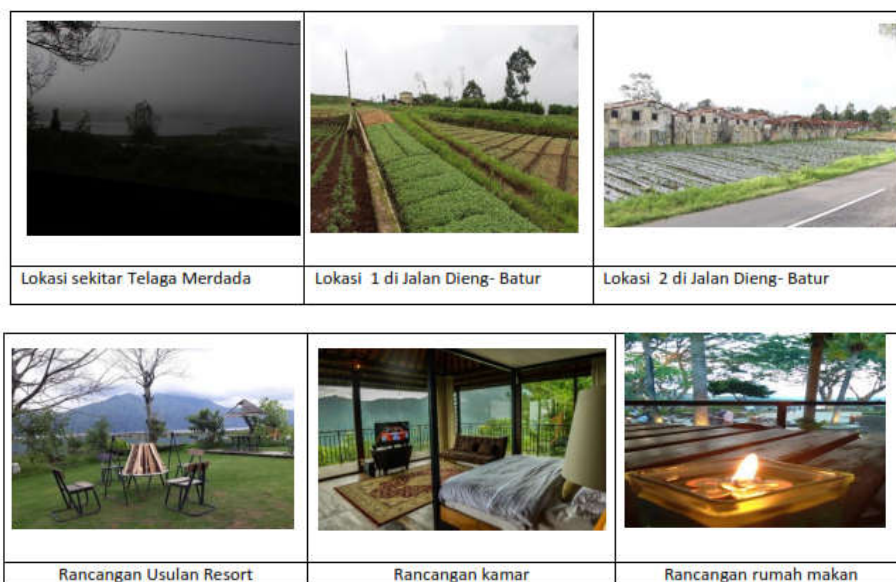 Lokasi sekitar Telaga Merdada
Lokasi  1 di Jalan Dieng- Batur
Lokasi  2 di Jalan Dieng- Batur
Rancangan Usulan Resort
Rancangan kamar
Rancangan rumah makan